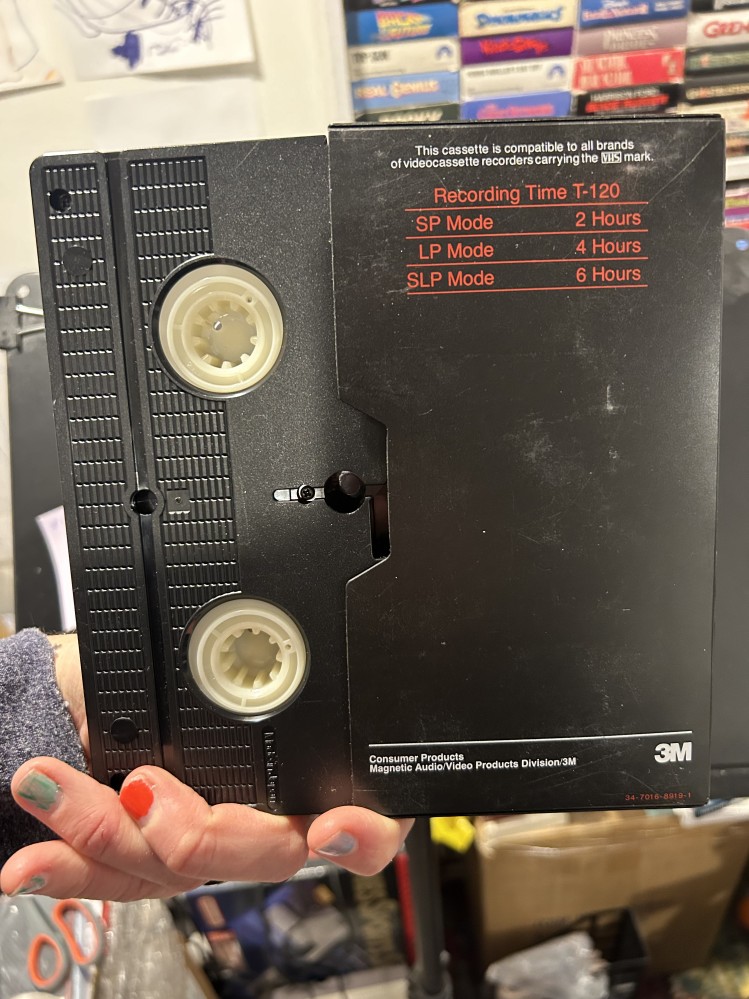 BACK
FUTURE
This cassette is compatible to all brands
of videocassette recorders carrying the VHS mark.
Recording Time T-120
SP Mode 2 Hours
LP Mode 4 Hours
SLP Mode 6 Hours
Consumer Products
Magnetic Audio/Video Products Division/3M
3M
34-7016-8919-1